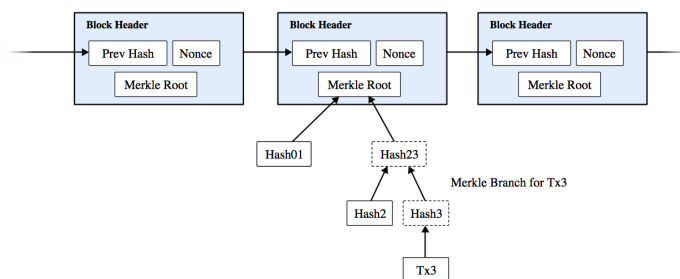 Block Header Block Header Block Header
Prev Hash Nonce Prev Hash Nonce Prev Hash Nonce
Merkle Root Merkle Root Merkle Root
Hash01 Hash23
Merkle Branch for Tx3
Hash2 Hash3
Tx3